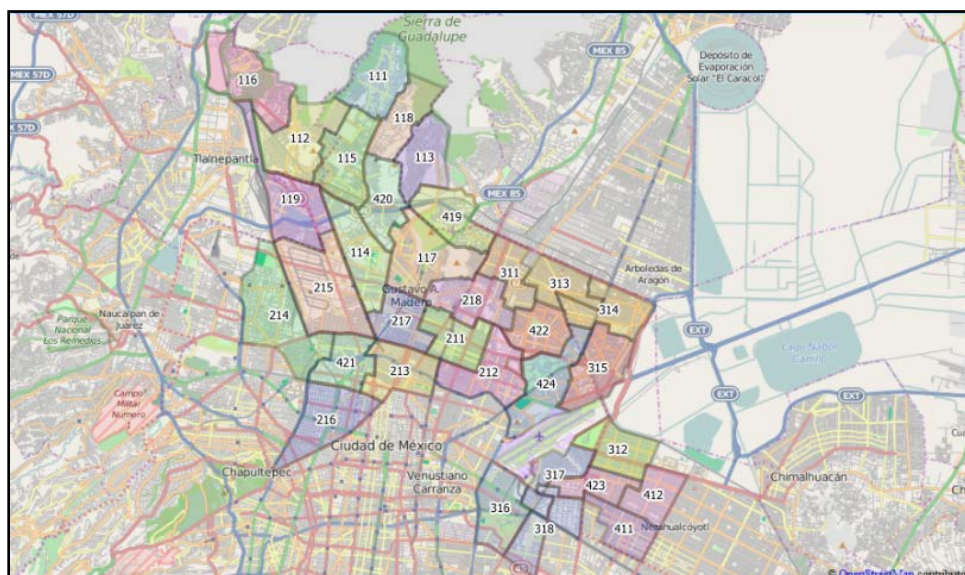 MEX 57D
Sierra de
Guadalupe
MEX 85
Depósito de
Evaporación
Solar "El Caracol"
MEX 57D
116
111
118
MEX 57D
112
115
113
Tlalnepantla
119
420
MEX 85
419
114
117
311
313
Arboledas de
Aragón
215
Gustavo A.
Madero
218
314
214
217
211
422
EXT
Naucalpan de
Juárez
Parque
Nacional
Los Remedios
421
213
212
424
315
Lago Nabor
Carrillo
Campo
Militar
Numero
1
216
EXT
EXT
Ciudad de México
312
Chapultepec
Venustiano
Carranza
317
423
412
Chimalhuacán
316
318
411
Nezahualcóyotl
© OpenStreetMap contributo